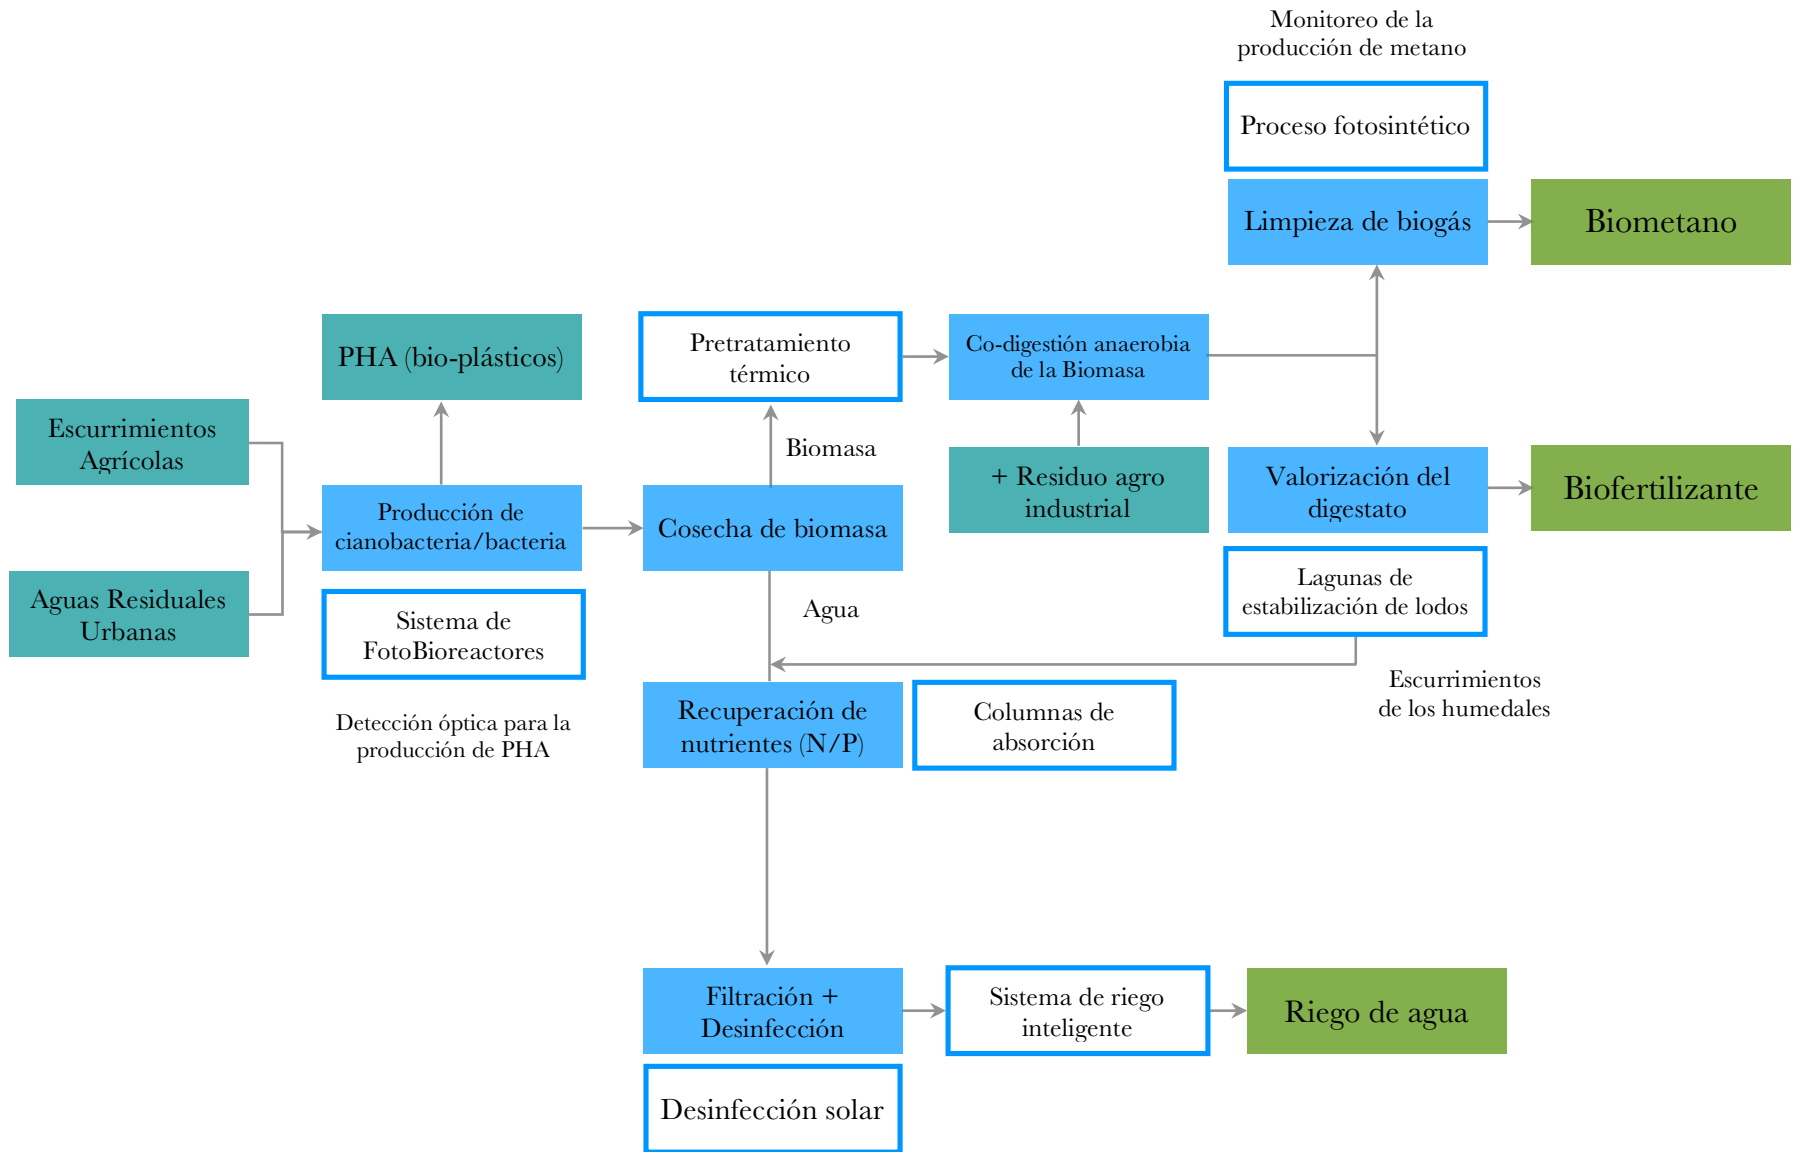 Monitoreo de la
producción de metano
Proceso fotosintético
Limpieza de biogás
Biometano
PHA (bio-plásticos)
Pretratamiento
térmico
Co-digestión anaerobia
de la Biomasa
Escurrimientos
Agrícolas
Biomasa
+ Residuo agro
industrial
Valorización del
digestato
Biofertilizante
Producción de
cianobacteria/bacteria
Cosecha de biomasa
Aguas Residuales
Urbanas
Sistema de
FotoBioreactores
Agua
Lagunas de
estabilización de lodos
Detección óptica para la
producción de PHA
Recuperación de
nutrientes (N/P)
Columnas de
absorción
Escurrimientos
de los humedales
Filtración +
Desinfección
Sistema de riego
inteligente
Riego de agua
Desinfección solar